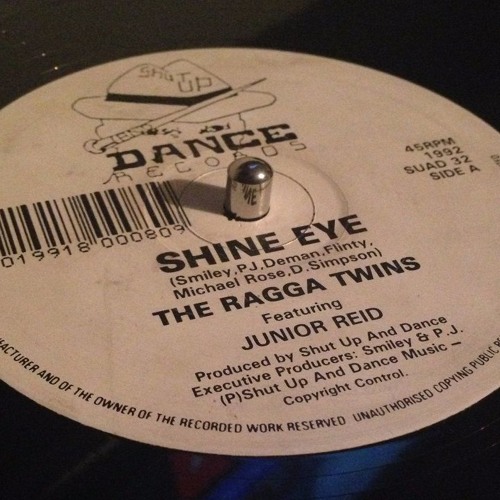 SHUT UP
DANCE
RECORDS
45RPM
1992
SUAD 32
SIDE A
019918 000809
SHINE EYE
(Smiley,P.J,Deman,Flinty,
Michael Rose,D.Simpson)
THE RAGGA TWINS
Featuring
JUNIOR REID
Produced by Shut Up And Dance
Executive Producers: Smiley & P.J.
(P)Shut Up And Dance Music –
Copyright Control.
ACTURER AND OF THE OWNER OF THE RECORDED WORK RESERVED UNAUTHORISED COPYING PUBLIC